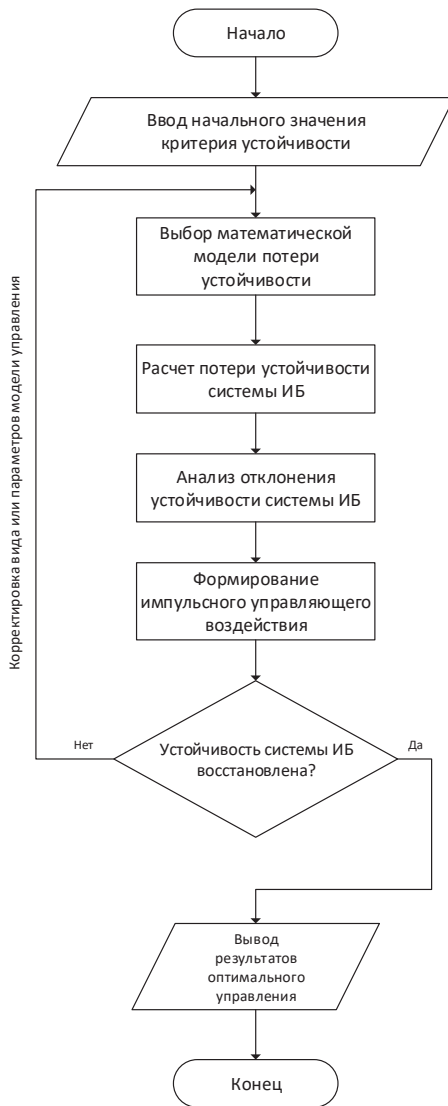 Начало
Ввод начального значения
критерия устойчивости
Выбор математической
модели потери
устойчивости
Расчет потери устойчивости
системы ИБ
Анализ отклонения
устойчивости системы ИБ
Формирование
импульсного управляющего
воздействия
Корректировка вида или параметров модели управления
Устойчивость системы ИБ
восстановлена?
Нет
Да
Вывод
результатов
оптимального
управления
Конец